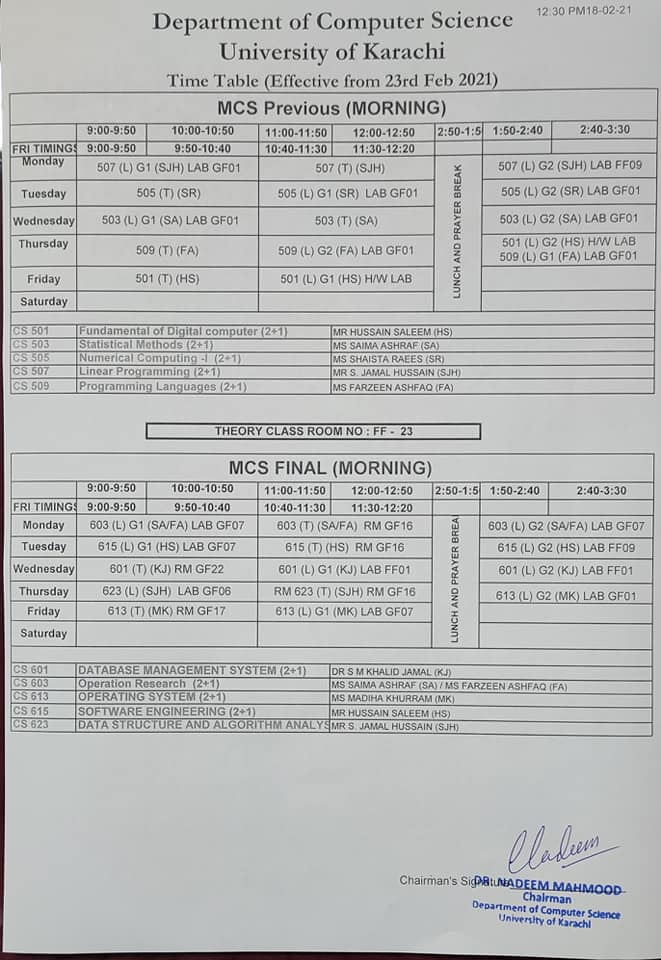 12:30 PM18-02-21
Department of Computer Science
University of Karachi
Time Table (Effective from 23rd Feb 2021)
MCS Previous (MORNING)
9:00-9:50 10:00-10:50 11:00-11:50 12:00-12:50 2:50-1:5 1:50-2:40 2:40-3:30
FRI TIMINGS 9:00-9:50 9:50-10:40 10:40-11:30 11:30-12:20
Monday 507 (L) G1 (SJH) LAB GF01 507 (T) (SJH) 507 (L) G2 (SJH) LAB FF09
Tuesday 505 (T) (SR) 505 (L) G1 (SR) LAB GF01 505 (L) G2 (SR) LAB GF01
Wednesday 503 (L) G1 (SA) LAB GF01 503 (T) (SA) 503 (L) G2 (SA) LAB GF01
Thursday 509 (T) (FA) 509 (L) G2 (FA) LAB GF01 501 (L) G2 (HS) H/W LAB
509 (L) G1 (FA) LAB GF01
Friday 501 (T) (HS) 501 (L) G1 (HS) H/W LAB
Saturday
LUNCH AND PRAYER BREAK
CS 501 Fundamental of Digital computer (2+1) MR HUSSAIN SALEEM (HS)
CS 503 Statistical Methods (2+1) MS SAIMA ASHRAF (SA)
CS 505 Numerical Computing -I (2+1) MS SHAISTA RAEES (SR)
CS 507 Linear Programming (2+1) MR S. JAMAL HUSSAIN (SJH)
CS 509 Programming Languages (2+1) MS FARZEEN ASHFAQ (FA)
THEORY CLASS ROOM NO : FF - 23
MCS FINAL (MORNING)
9:00-9:50 10:00-10:50 11:00-11:50 12:00-12:50 2:50-1:5 1:50-2:40 2:40-3:30
FRI TIMINGS 9:00-9:50 9:50-10:40 10:40-11:30 11:30-12:20
Monday 603 (L) G1 (SA/FA) LAB GF07 603 (T) (SA/FA) RM GF16 603 (L) G2 (SA/FA) LAB GF07
Tuesday 615 (L) G1 (HS) LAB GF07 615 (T) (HS) RM GF16 615 (L) G2 (HS) LAB FF09
Wednesday 601 (T) (KJ) RM GF22 601 (L) G1 (KJ) LAB FF01 601 (L) G2 (KJ) LAB FF01
Thursday 623 (L) (SJH) LAB GF06 RM 623 (T) (SJH) RM GF16 613 (L) G2 (MK) LAB GF01
Friday 613 (T) (MK) RM GF17 613 (L) G1 (MK) LAB GF07
Saturday
LUNCH AND PRAYER BREA
CS 601 DATABASE MANAGEMENT SYSTEM (2+1) DR S M KHALID JAMAL (KJ)
CS 603 Operation Research (2+1) MS SAIMA ASHRAF (SA) / MS FARZEEN ASHFAQ (FA)
CS 613 OPERATING SYSTEM (2+1) MS MADIHA KHURRAM (MK)
CS 615 SOFTWARE ENGINEERING (2+1) MR HUSSAIN SALEEM (HS)
CS 623 DATA STRUCTURE AND ALGORITHM ANALYS MR S. JAMAL HUSSAIN (SJH)
Nadeem
Chairman's Signature
DR. NADEEM MAHMOOD
Chairman
Department of Computer Science
University of Karachi